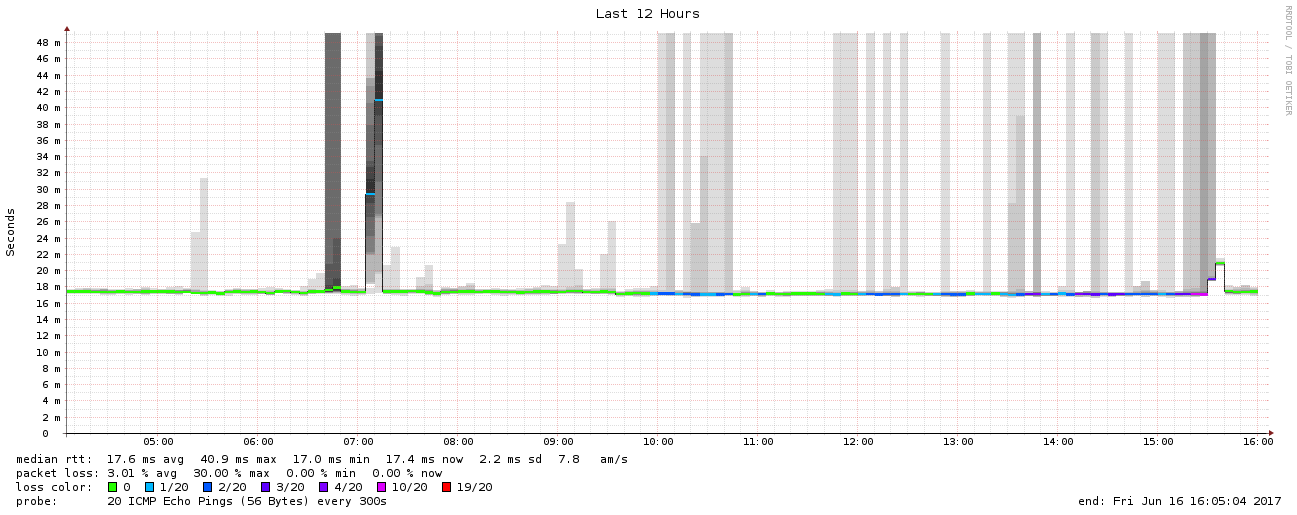 Last 12 Hours
RRDTOOL / TOBI OETIKER
Seconds
48 m
46 m
44 m
42 m
40 m
38 m
36 m
34 m
32 m
30 m
28 m
26 m
24 m
22 m
20 m
18 m
16 m
14 m
12 m
10 m
8 m
6 m
4 m
2 m
0
05:00 06:00 07:00 08:00 09:00 10:00 11:00 12:00 13:00 14:00 15:00 16:00
median rtt: 17.6 ms avg 40.9 ms max 17.0 ms min 17.4 ms now 2.2 ms sd 7.8 am/s
packet loss: 3.01 % avg 30.00 % max 0.00 % min 0.00 % now
loss color: 0 1/20 2/20 3/20 4/20 10/20 19/20
probe: 20 ICMP Echo Pings (56 Bytes) every 300s
end: Fri Jun 16 16:05:04 2017